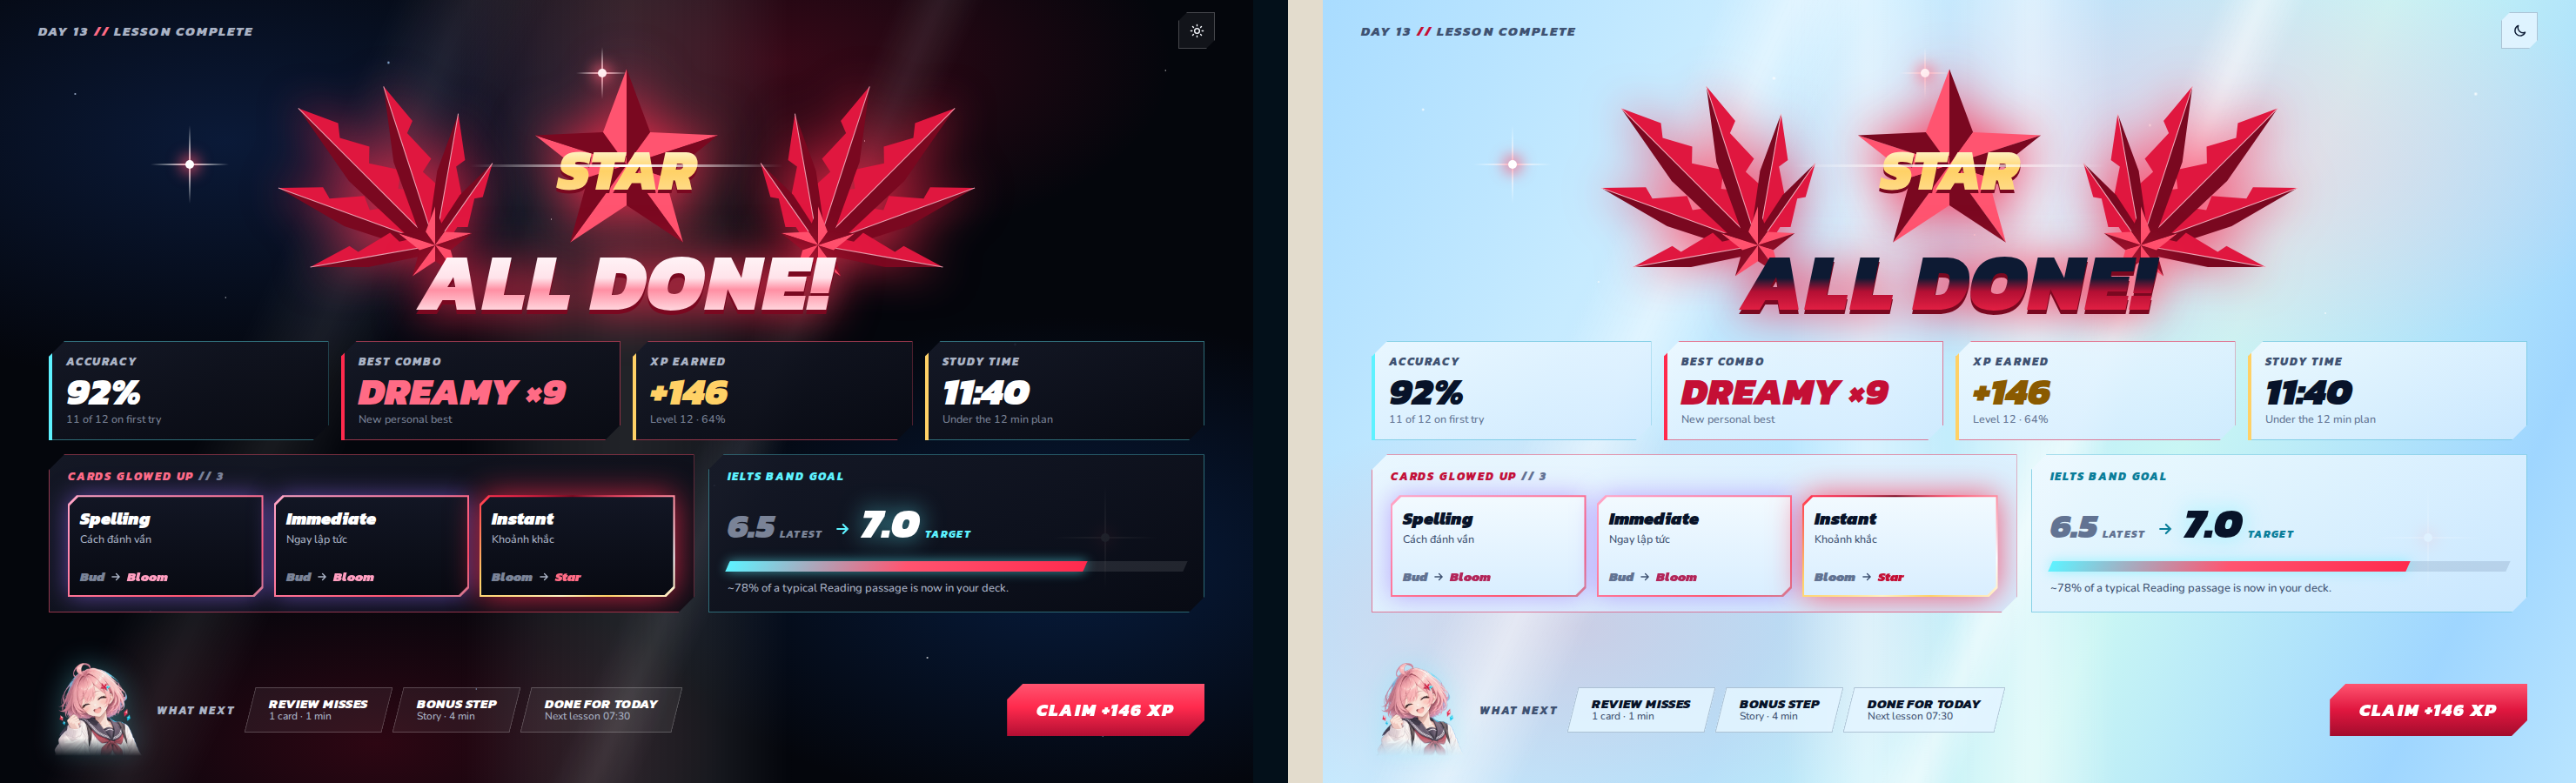 DAY 13 // LESSON COMPLETE
STAR
ALL DONE!
ACCURACY
92%
11 of 12 on first try
BEST COMBO
DREAMY ×9
New personal best
XP EARNED
+146
Level 12 · 64%
STUDY TIME
11:40
Under the 12 min plan
CARDS GLOWED UP // 3
Spelling
Cách đánh vần
Bud → Bloom
Immediate
Ngay lập tức
Bud → Bloom
Instant
Khoảnh khắc
Bloom → Star
IELTS BAND GOAL
6.5 LATEST → 7.0 TARGET
~78% of a typical Reading passage is now in your deck.
WHAT NEXT
REVIEW MISSES
1 card · 1 min
BONUS STEP
Story · 4 min
DONE FOR TODAY
Next lesson 07:30
CLAIM +146 XP
DAY 13 // LESSON COMPLETE
STAR
ALL DONE!
ACCURACY
92%
11 of 12 on first try
BEST COMBO
DREAMY ×9
New personal best
XP EARNED
+146
Level 12 · 64%
STUDY TIME
11:40
Under the 12 min plan
CARDS GLOWED UP // 3
Spelling
Cách đánh vần
Bud → Bloom
Immediate
Ngay lập tức
Bud → Bloom
Instant
Khoảnh khắc
Bloom → Star
IELTS BAND GOAL
6.5 LATEST → 7.0 TARGET
~78% of a typical Reading passage is now in your deck.
WHAT NEXT
REVIEW MISSES
1 card · 1 min
BONUS STEP
Story · 4 min
DONE FOR TODAY
Next lesson 07:30
CLAIM +146 XP